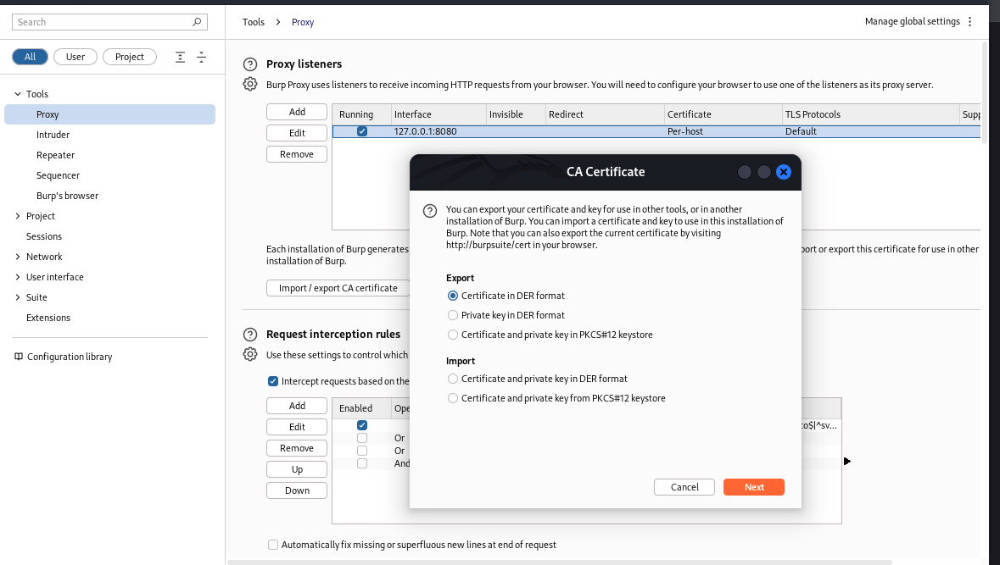 Search
Tools > Proxy
Manage global settings
All
User
Project
Tools
Proxy
Intruder
Repeater
Sequencer
Burp's browser
Project
Sessions
Network
User interface
Suite
Extensions
Configuration library
Proxy listeners
Burp Proxy uses listeners to receive incoming HTTP requests from your browser. You will need to configure your browser to use one of the listeners as its proxy server.
Add
Edit
Remove
Running Interface Invisible Redirect Certificate TLS Protocols Supp
127.0.0.1:8080 Per-host Default
Each installation of Burp generates
port or export this certificate for use in other
installation of Burp.
Import / export CA certificate
Request interception rules
Use these settings to control which
Intercept requests based on the
Add
Edit
Remove
Up
Down
Enabled Ope
to$|^sv...
Or
Or
And
Automatically fix missing or superfluous new lines at end of request
CA Certificate
You can export your certificate and key for use in other tools, or in another
installation of Burp. You can import a certificate and key to use in this installation of
Burp. Note that you can also export the current certificate by visiting
http://burpsuite/cert in your browser.
Export
Certificate in DER format
Private key in DER format
Certificate and private key in PKCS#12 keystore
Import
Certificate and private key in DER format
Certificate and private key from PKCS#12 keystore
Cancel
Next